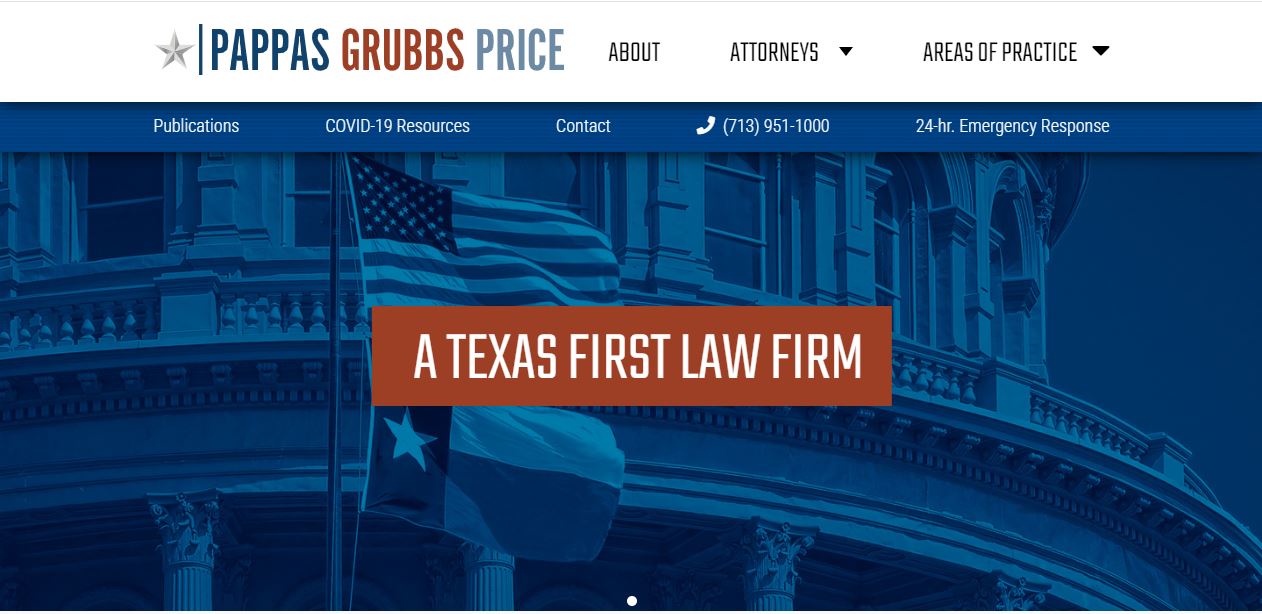 PAPPAS GRUBBS PRICE ABOUT ATTORNEYS AREAS OF PRACTICE
Publications COVID-19 Resources Contact (713) 951-1000 24-hr. Emergency Response
A TEXAS FIRST LAW FIRM